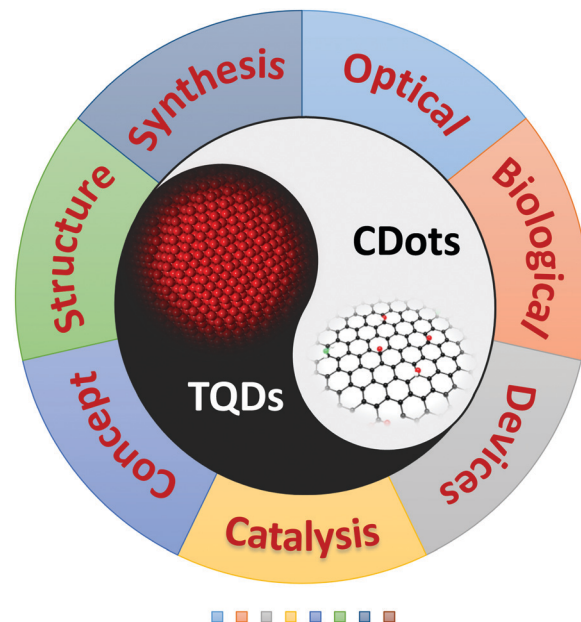 Synthesis
Optical
Biological
Devices
Catalysis
Concept
Structure
CDots
TQDs